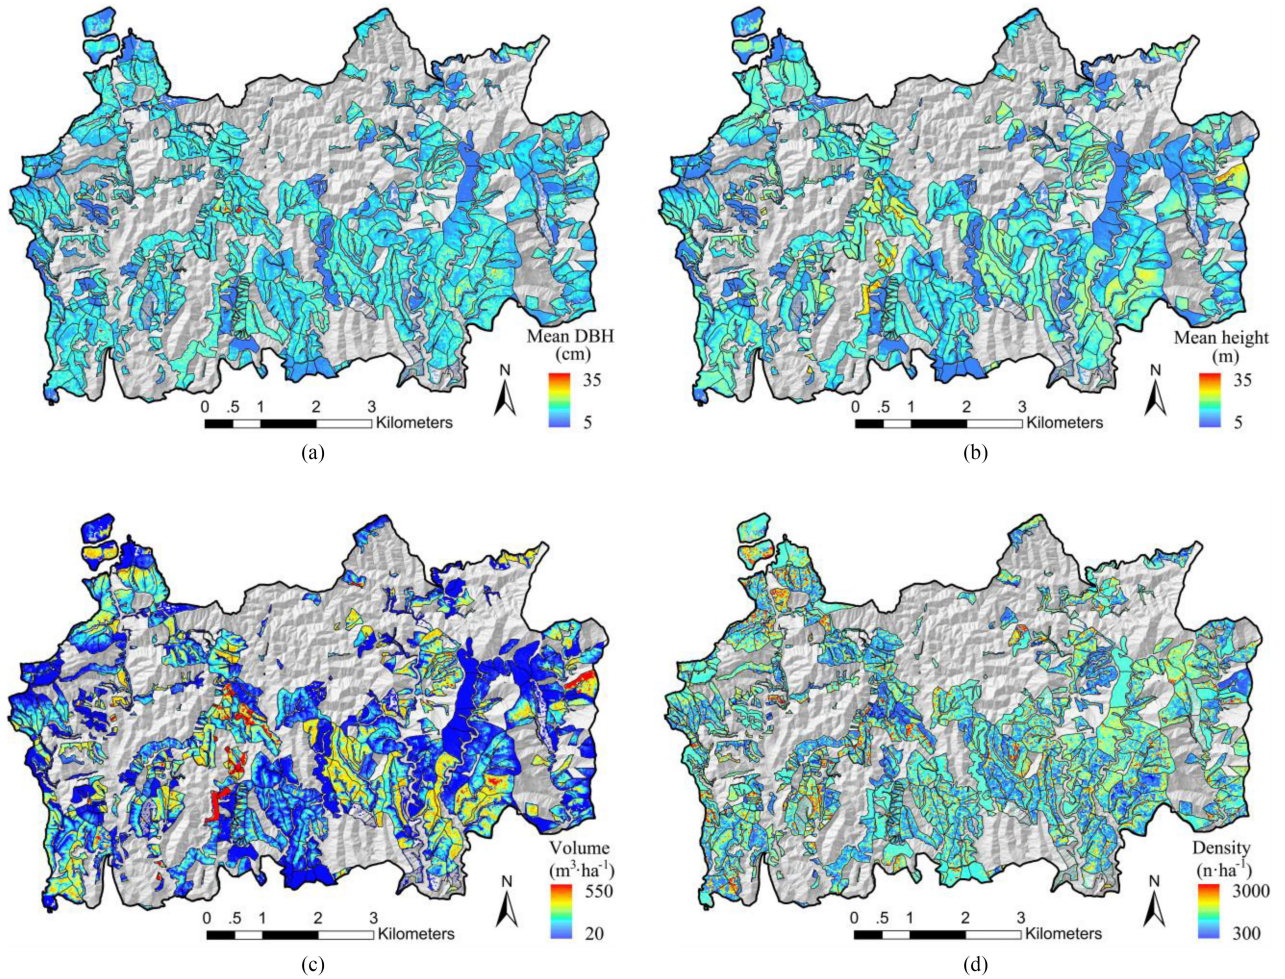 Mean DBH
(cm)
N
35
5
0 .5 1 2 3
Kilometers
(a)
Mean height
(m)
N
35
5
0 .5 1 2 3
Kilometers
(b)
Volume
(m³·ha⁻¹)
N
550
20
0 .5 1 2 3
Kilometers
(c)
Density
(n·ha⁻¹)
N
3000
300
0 .5 1 2 3
Kilometers
(d)